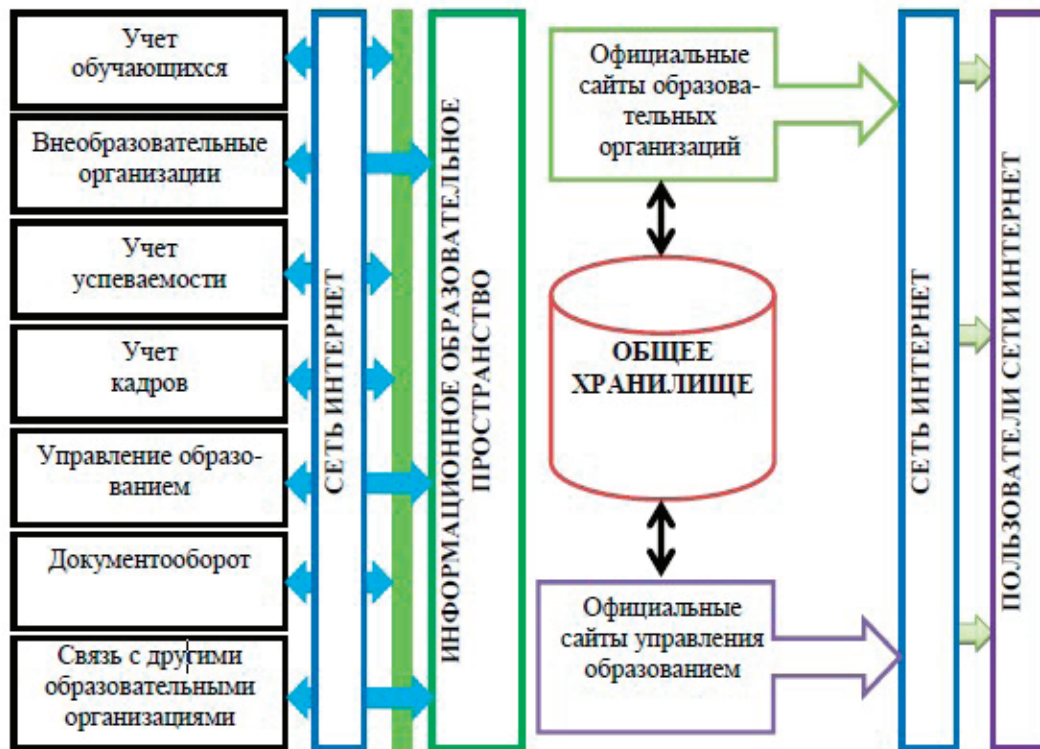 Учет
обучающихся
Внеобразовательные
организации
Учет
успеваемости
Учет
кадров
Управление образо-
ванием
Документооборот
Связь с другими
образовательными
организациями
СЕТЬ ИНТЕРНЕТ
ИНФОРМАЦИОННОЕ ОБРАЗОВАТЕЛЬНОЕ
ПРОСТРАНСТВО
Официальные
сайты образова-
тельных
организаций
ОБЩЕЕ
ХРАНИЛИЩЕ
Официальные
сайты управления
образованием
СЕТЬ ИНТЕРНЕТ
ПОЛЬЗОВАТЕЛИ СЕТИ ИНТЕРНЕТ